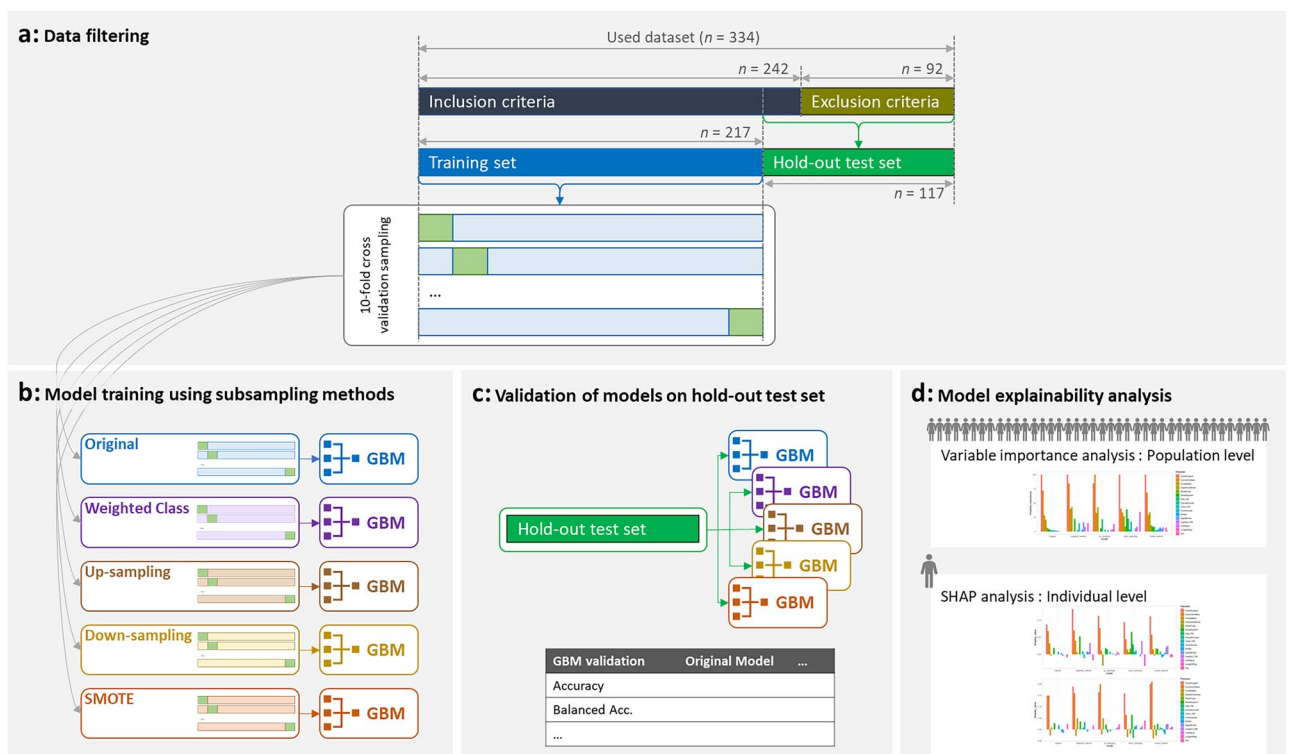 a: Data filtering
Used dataset (n = 334)
n = 242
n = 92
Inclusion criteria
Exclusion criteria
n = 217
Training set
Hold-out test set
n = 117
10-fold cross
validation sampling
...
b: Model training using subsampling methods
Original
GBM
Weighted Class
GBM
Up-sampling
GBM
Down-sampling
GBM
SMOTE
GBM
c: Validation of models on hold-out test set
Hold-out test set
GBM
GBM
GBM
GBM
GBM
GBM validation Original Model ...
Accuracy
Balanced Acc.
...
d: Model explainability analysis
Variable importance analysis : Population level
SHAP analysis : Individual level